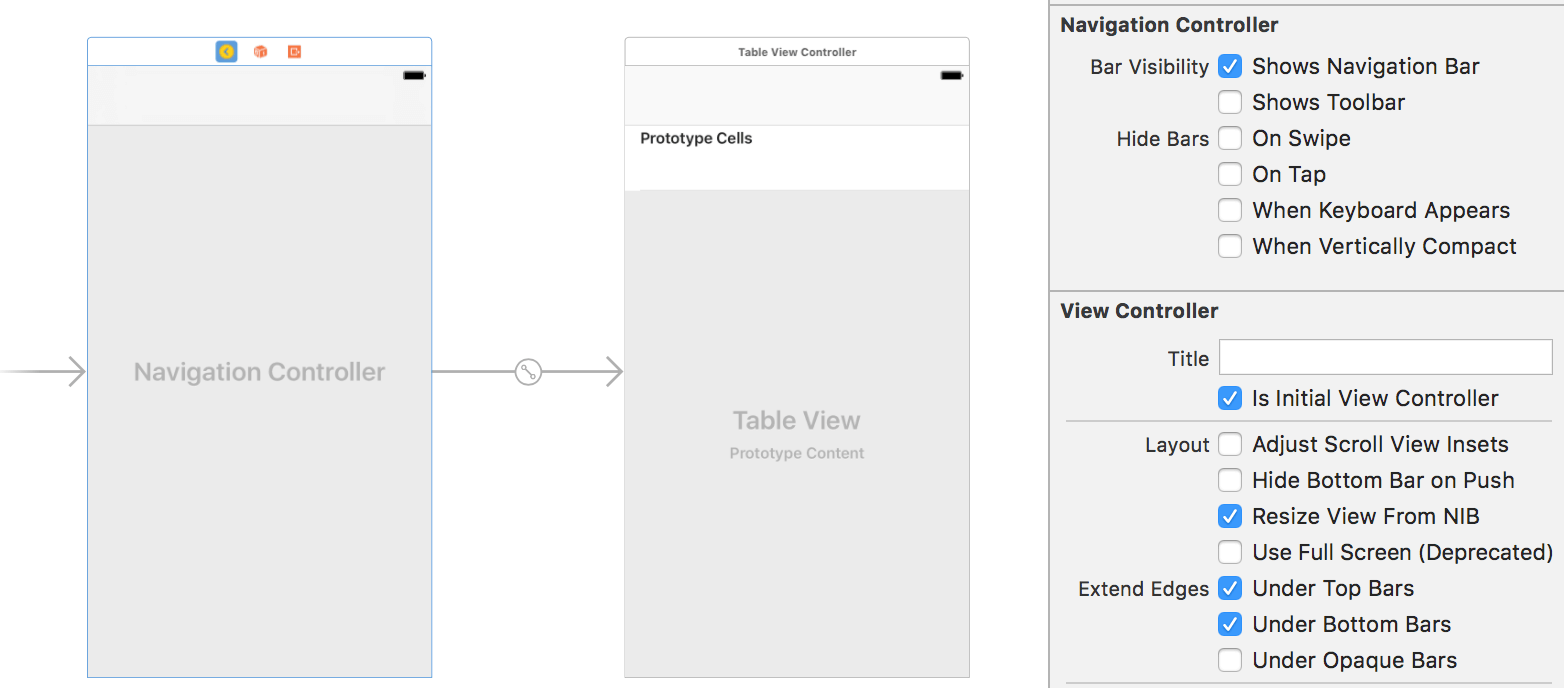 Table View Controller
Prototype Cells
Navigation Controller
Table View
Prototype Content
Navigation Controller
Bar Visibility Shows Navigation Bar
Shows Toolbar
Hide Bars On Swipe
On Tap
When Keyboard Appears
When Vertically Compact
View Controller
Title
Is Initial View Controller
Layout Adjust Scroll View Insets
Hide Bottom Bar on Push
Resize View From NIB
Use Full Screen (Deprecated)
Extend Edges Under Top Bars
Under Bottom Bars
Under Opaque Bars